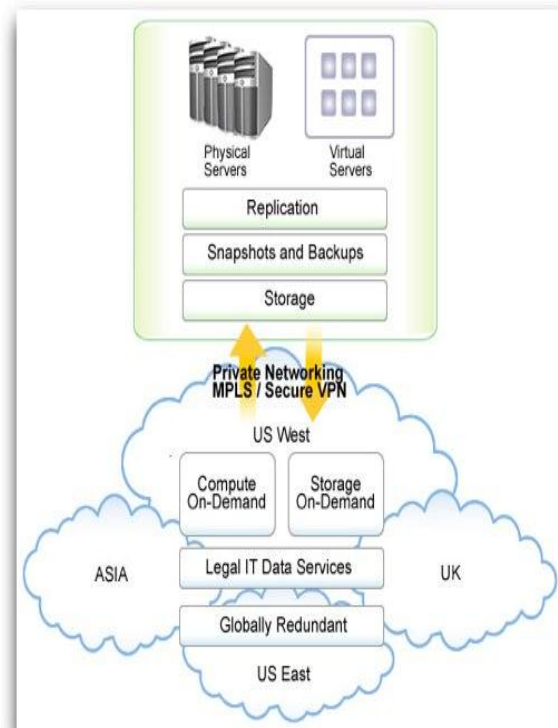 Physical
Servers
Virtual
Servers
Replication
Snapshots and Backups
Storage
Private Networking
MPLS / Secure VPN
US West
Compute
On-Demand
Storage
On-Demand
ASIA
Legal IT Data Services
UK
Globally Redundant
US East